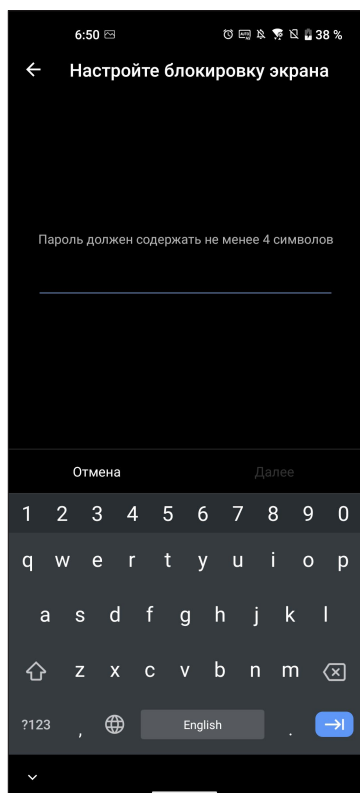 6:50 38 %
Настройте блокировку экрана
Пароль должен содержать не менее 4 символов
Отмена Далее
1 2 3 4 5 6 7 8 9 0
q w e r t y u i o p
a s d f g h j k l
z x c v b n m
?123 , English .